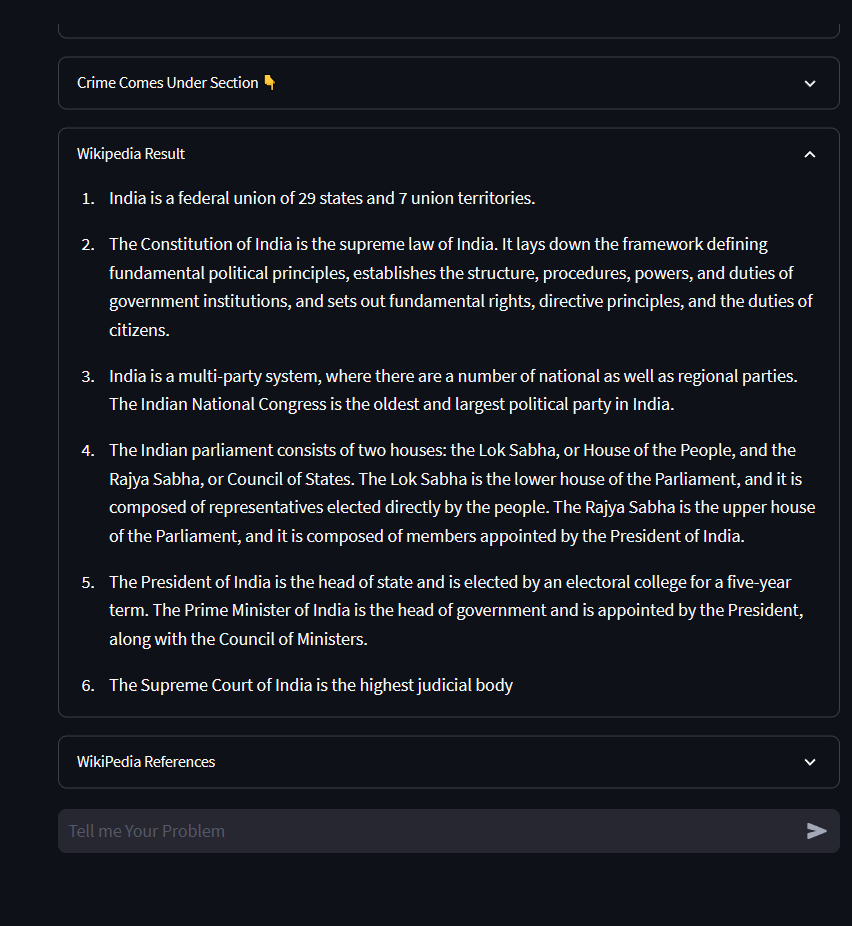 Crime Comes Under Section 👇
Wikipedia Result
1. India is a federal union of 29 states and 7 union territories.
2. The Constitution of India is the supreme law of India. It lays down the framework defining
fundamental political principles, establishes the structure, procedures, powers, and duties of
government institutions, and sets out fundamental rights, directive principles, and the duties of
citizens.
3. India is a multi-party system, where there are a number of national as well as regional parties.
The Indian National Congress is the oldest and largest political party in India.
4. The Indian parliament consists of two houses: the Lok Sabha, or House of the People, and the
Rajya Sabha, or Council of States. The Lok Sabha is the lower house of the Parliament, and it is
composed of representatives elected directly by the people. The Rajya Sabha is the upper house
of the Parliament, and it is composed of members appointed by the President of India.
5. The President of India is the head of state and is elected by an electoral college for a five-year
term. The Prime Minister of India is the head of government and is appointed by the President,
along with the Council of Ministers.
6. The Supreme Court of India is the highest judicial body
WikiPedia References
Tell me Your Problem